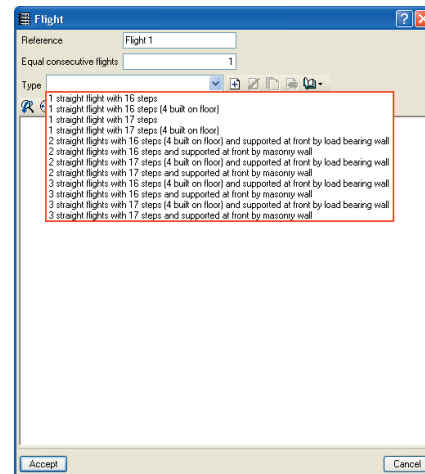 Flight
Reference Flight 1
Equal consecutive flights 1
Type
1 straight flight with 16 steps
1 straight flight with 16 steps (4 built on floor)
1 straight flight with 17 steps
1 straight flight with 17 steps (4 built on floor)
2 straight flights with 16 steps (4 built on floor) and supported at front by load bearing wall
2 straight flights with 16 steps and supported at front by masonry wall
2 straight flights with 17 steps (4 built on floor) and supported at front by load bearing wall
2 straight flights with 17 steps and supported at front by masonry wall
3 straight flights with 16 steps (4 built on floor) and supported at front by load bearing wall
3 straight flights with 16 steps and supported at front by masonry wall
3 straight flights with 17 steps (4 built on floor) and supported at front by load bearing wall
3 straight flights with 17 steps and supported at front by masonry wall
Accept Cancel